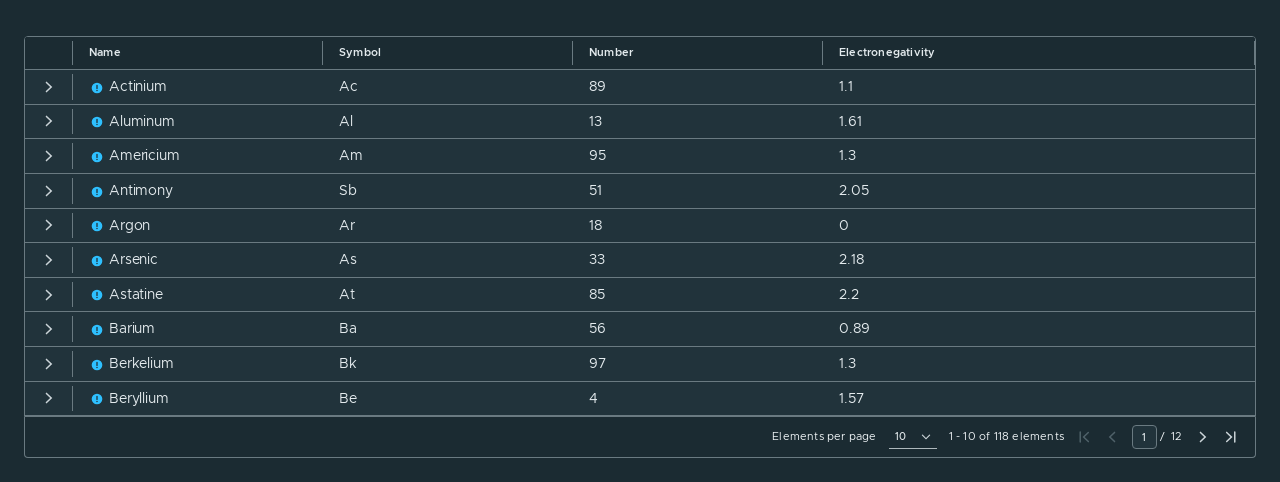 Name Symbol Number Electronegativity
Actinium Ac 89 1.1
Aluminum Al 13 1.61
Americium Am 95 1.3
Antimony Sb 51 2.05
Argon Ar 18 0
Arsenic As 33 2.18
Astatine At 85 2.2
Barium Ba 56 0.89
Berkelium Bk 97 1.3
Beryllium Be 4 1.57
Elements per page 10 1 - 10 of 118 elements 1 / 12